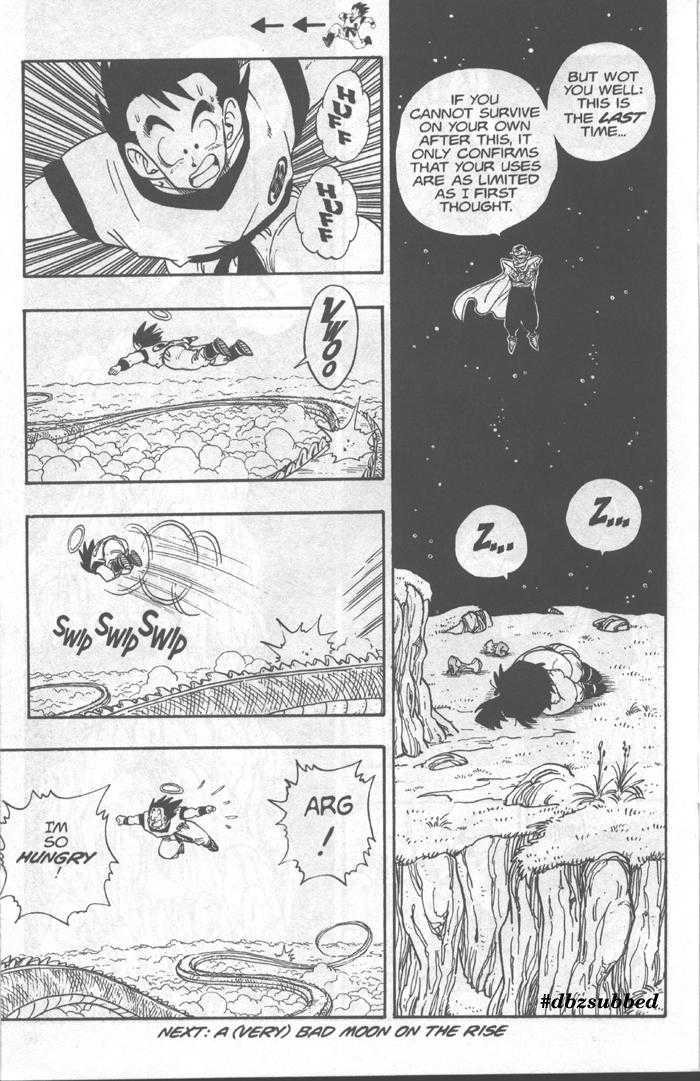 BUT WOT
YOU WELL:
THIS IS
THE LAST
TIME...
IF YOU
CANNOT SURVIVE
ON YOUR OWN
AFTER THIS, IT
ONLY CONFIRMS
THAT YOUR USES
ARE AS LIMITED
AS I FIRST
THOUGHT.
Z...
Z...
HUFF
HUFF
VWOO
SWIP SWIP SWIP
ARG
!
I'M
SO
HUNGRY
!
#dbzsubbed
NEXT: A (VERY) BAD MOON ON THE RISE